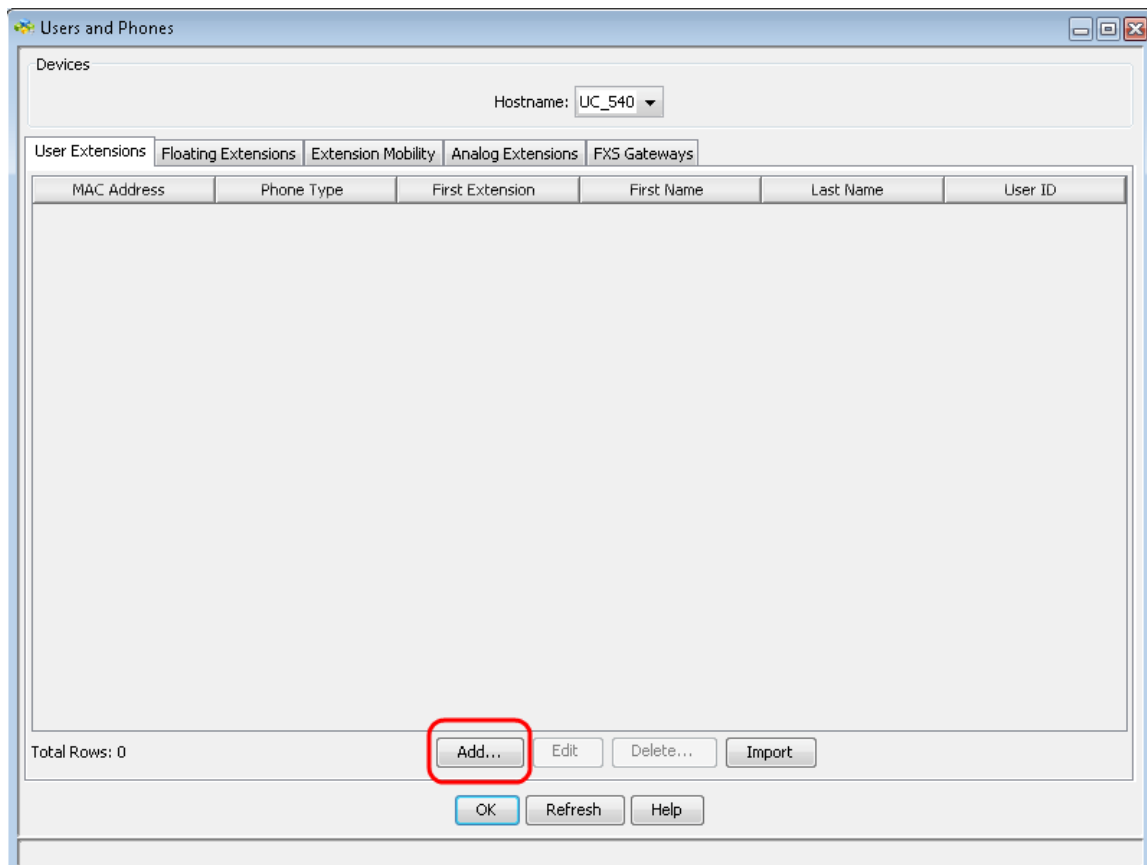 Users and Phones
Devices
Hostname: UC_540
User Extensions Floating Extensions Extension Mobility Analog Extensions FXS Gateways
MAC Address Phone Type First Extension First Name Last Name User ID
Total Rows: 0 Add... Edit Delete... Import
OK Refresh Help